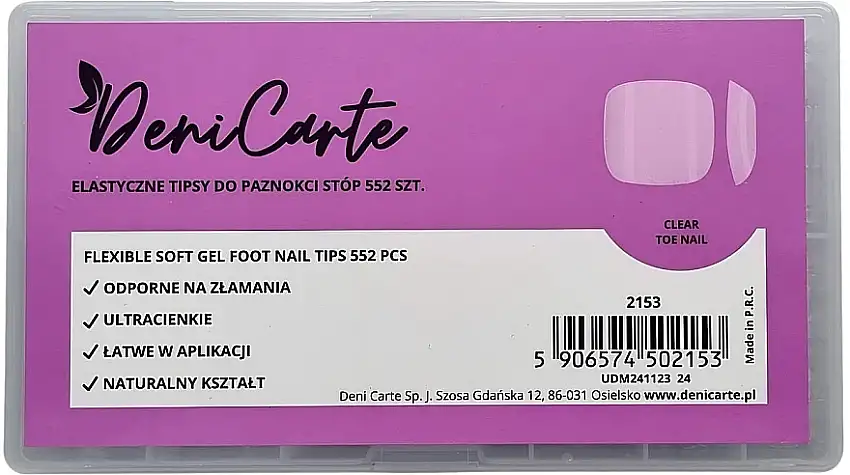 DeniCarte
ELASTYCZNE TIPSY DO PAZNOKCI STÓP 552 SZT.
CLEAR
TOE NAIL
FLEXIBLE SOFT GEL FOOT NAIL TIPS 552 PCS
✓ ODPORNE NA ZŁAMANIA
✓ ULTRACIENKIE
✓ ŁATWE W APLIKACJI
✓ NATURALNY KSZTAŁT
2153
5 906574 502153
UDM241123 24
Made in P.R.C.
Deni Carte Sp. J. Szosa Gdańska 12, 86-031 Osielsko www.denicarte.pl